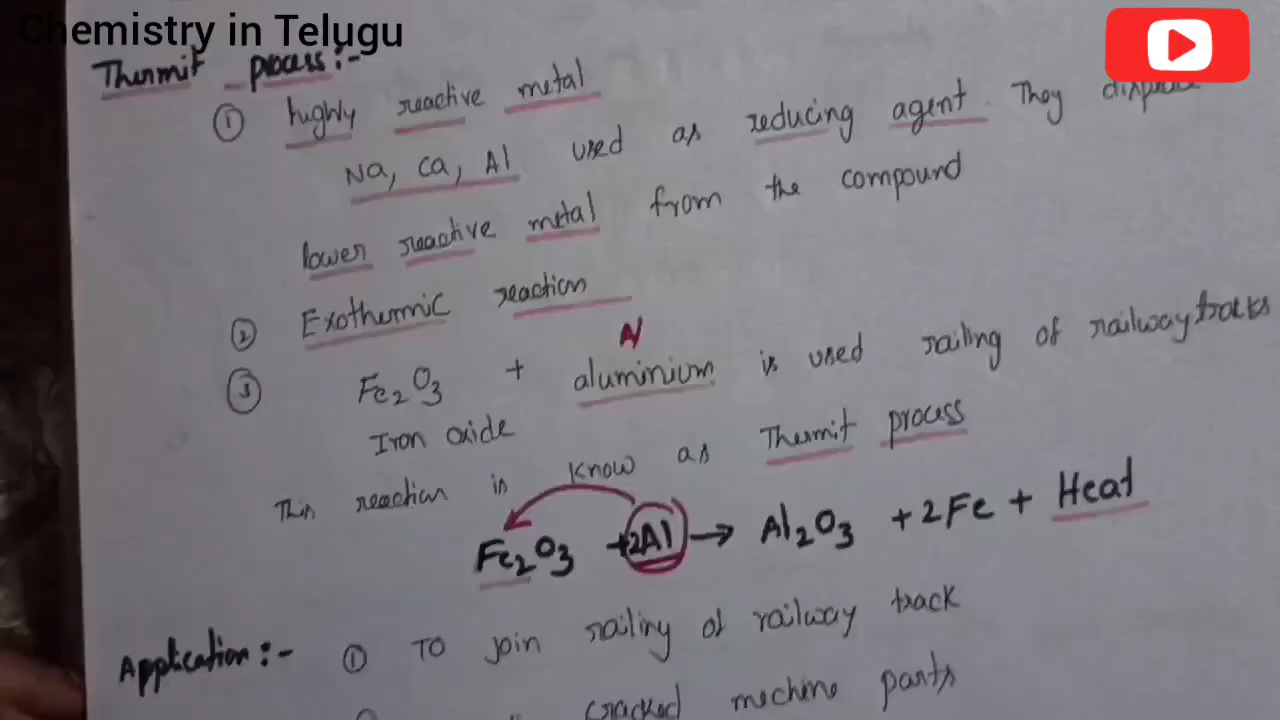 Chemistry in Telugu
Thermit process:-
① highly reactive metal
Na, Ca, Al used as reducing agent They
lower reactive metal from the compound
② Exothermic reaction
Al
③ Fe2O3 + aluminium is used railing of railway tracks
Iron oxide
This reaction is know as Thermit process
Fe2O3 + 2Al → Al2O3 + 2Fe + Heat
Application:- ① To join railing of railway track
cracked mechine parts